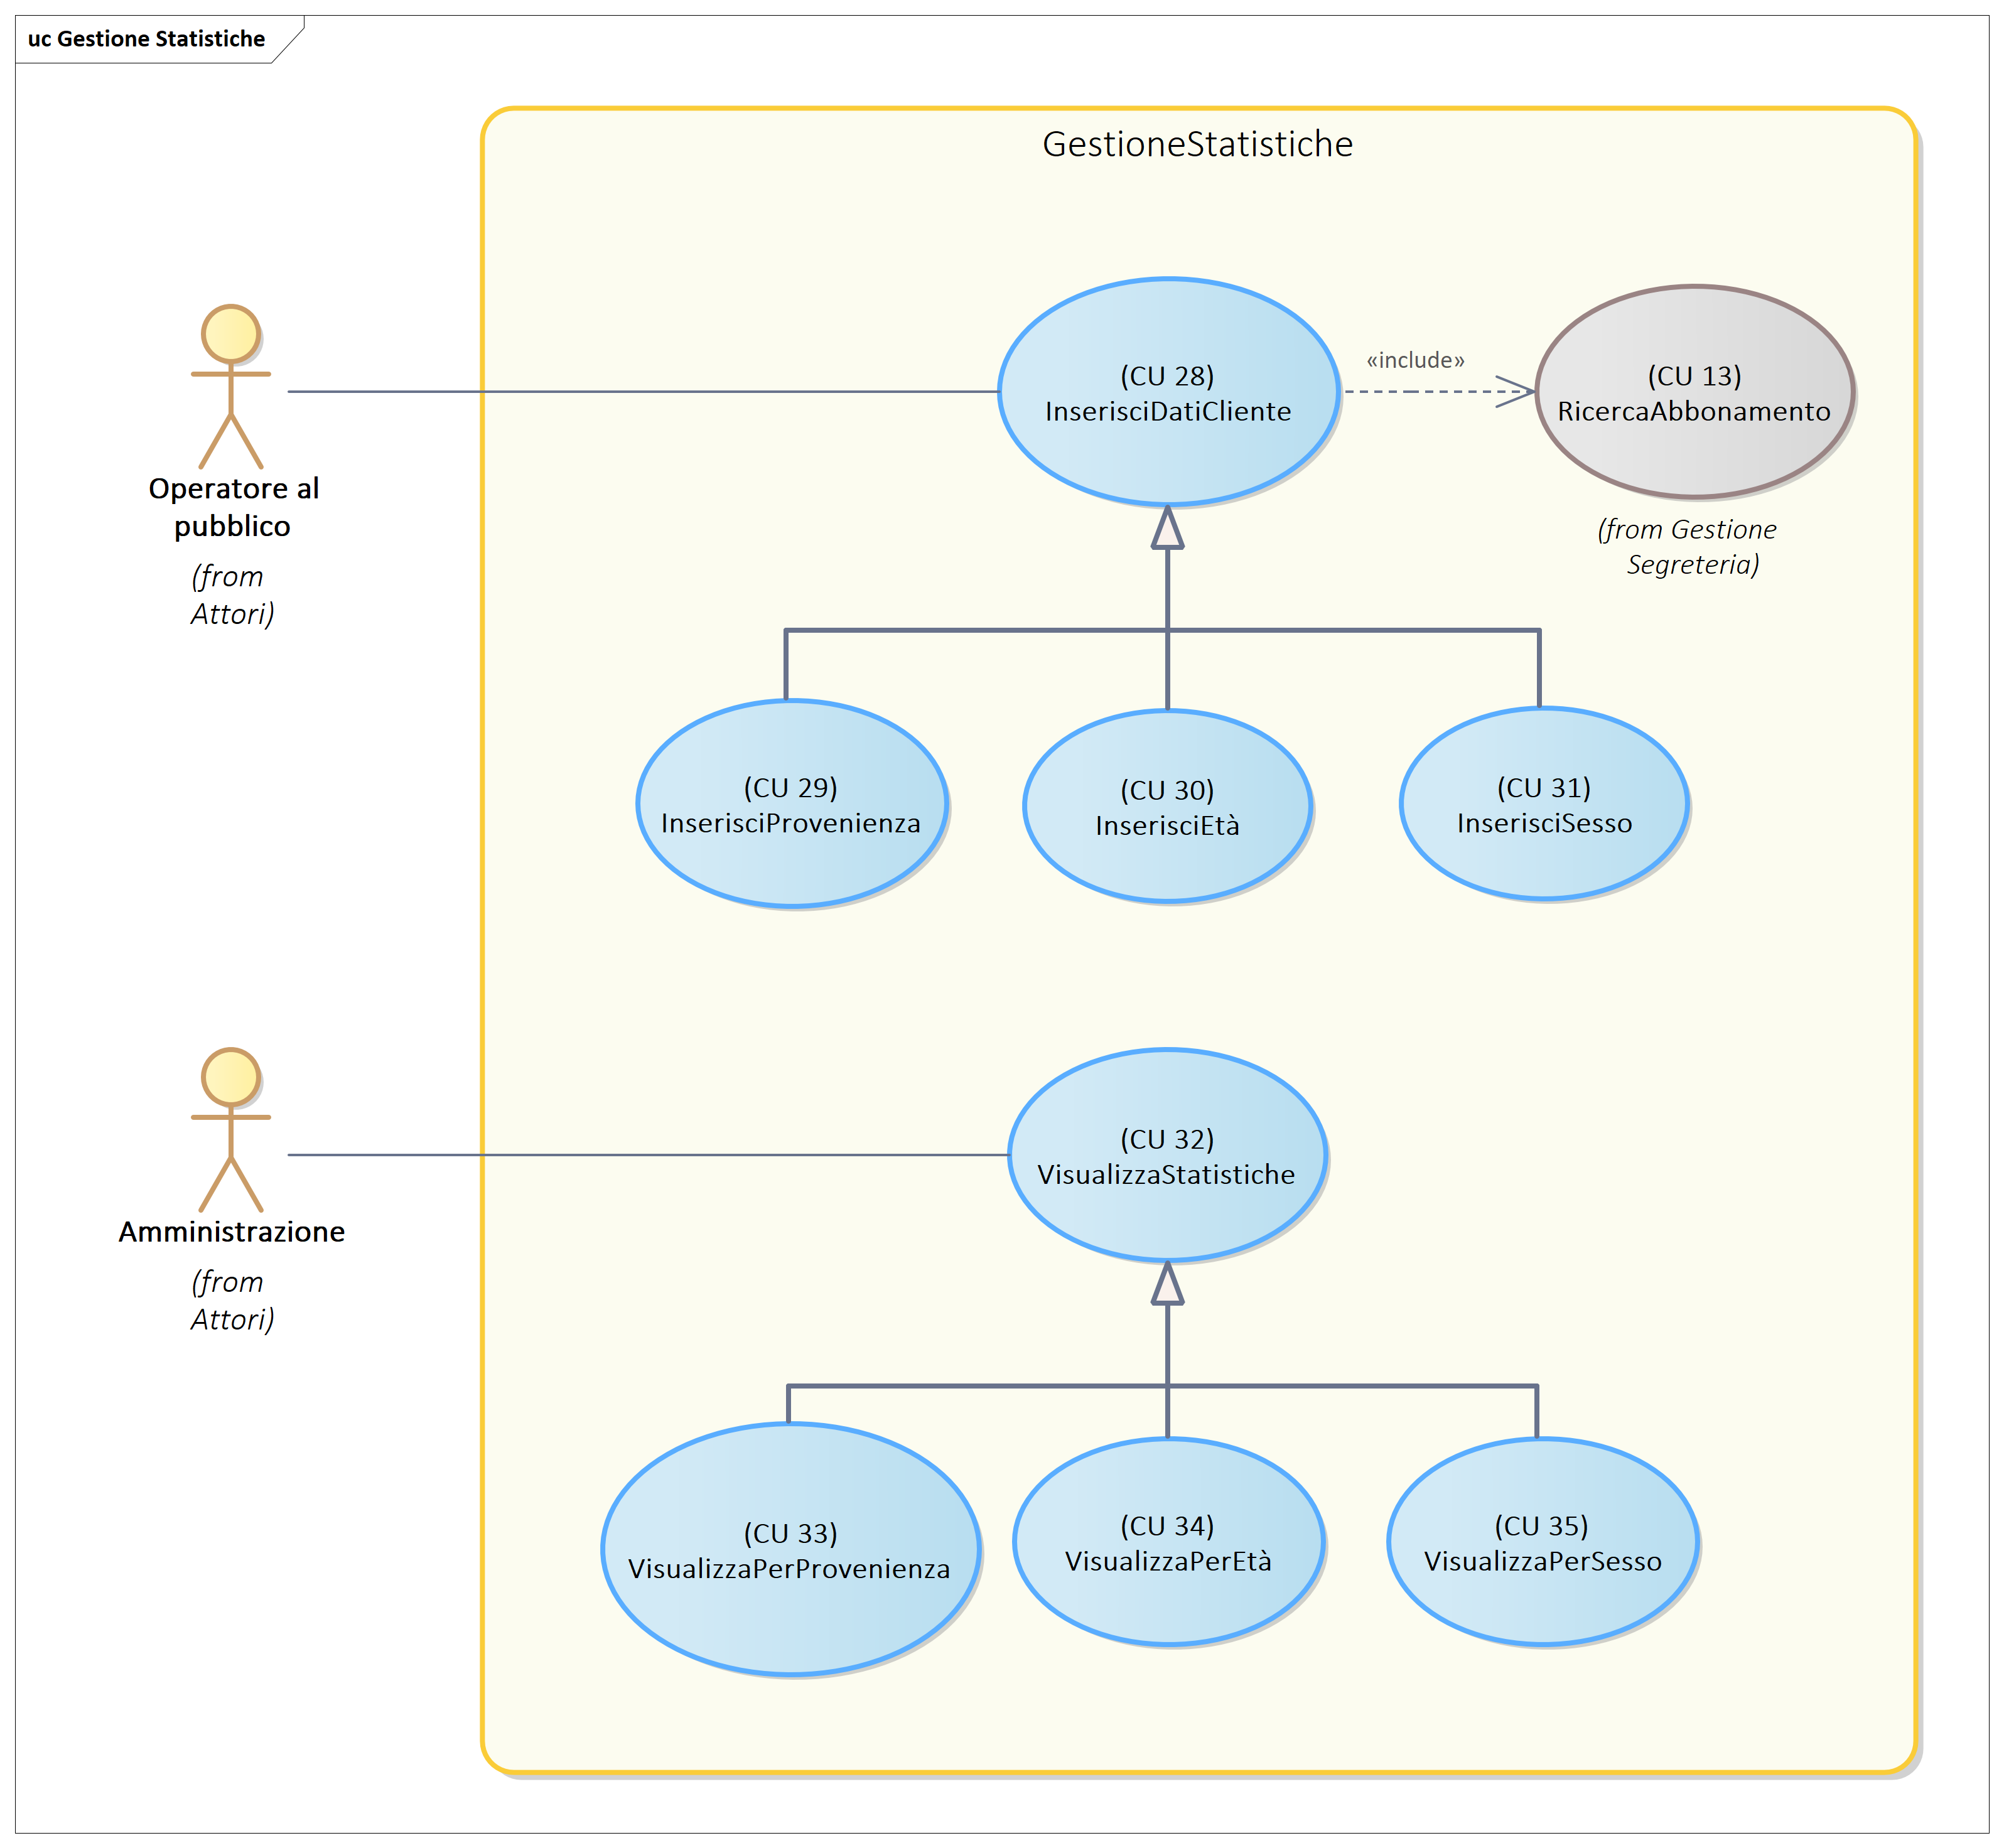 uc Gestione Statistiche
GestioneStatistiche
(CU 28)
InserisciDatiCliente
«include»
(CU 13)
RicercaAbbonamento
(from Gestione
Segreteria)
Operatore al
pubblico
(from
Attori)
(CU 29)
InserisciProvenienza
(CU 30)
InserisciEtà
(CU 31)
InserisciSesso
(CU 32)
VisualizzaStatistiche
Amministrazione
(from
Attori)
(CU 33)
VisualizzaPerProvenienza
(CU 34)
VisualizzaPerEtà
(CU 35)
VisualizzaPerSesso